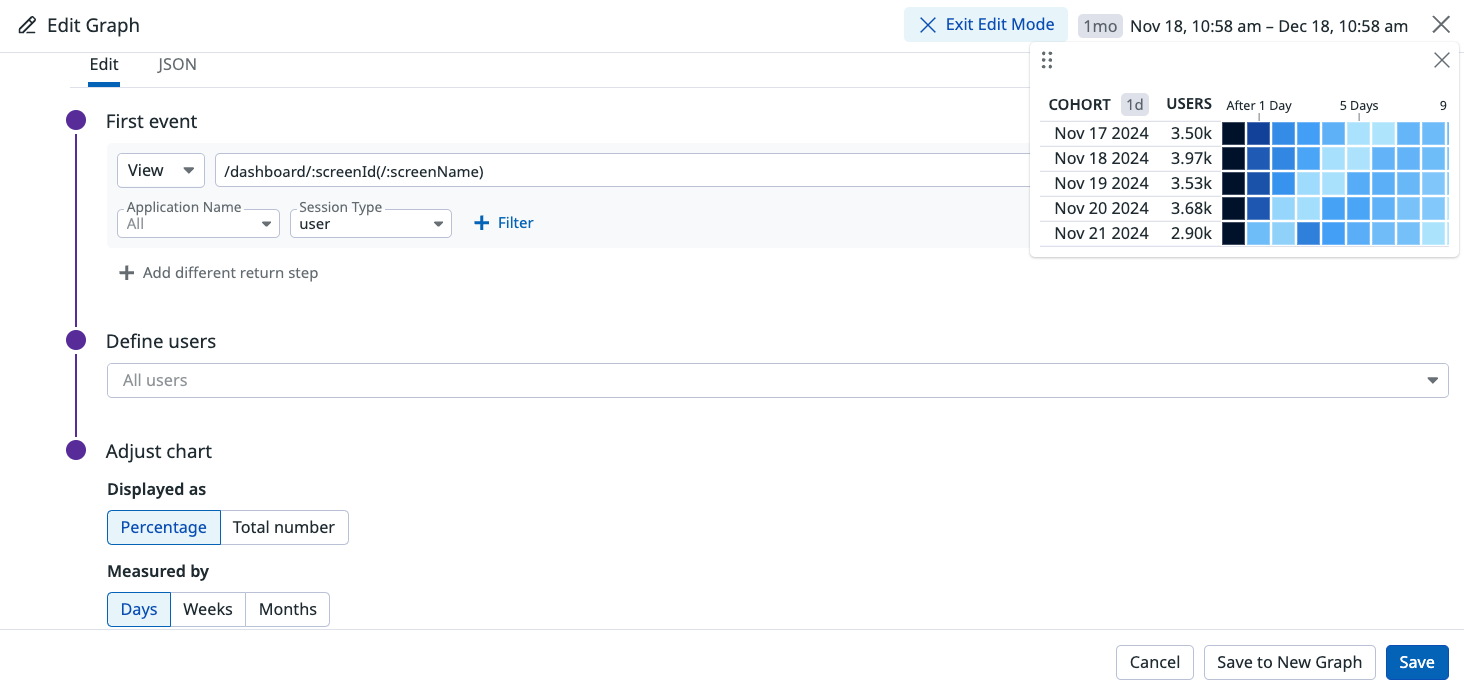 Edit Graph
Exit Edit Mode
1mo Nov 18, 10:58 am – Dec 18, 10:58 am
Edit JSON
COHORT 1d USERS After 1 Day 5 Days 9
Nov 17 2024 3.50k
Nov 18 2024 3.97k
Nov 19 2024 3.53k
Nov 20 2024 3.68k
Nov 21 2024 2.90k
First event
View /dashboard/:screenId(/:screenName)
Application Name Session Type
All user + Filter
+ Add different return step
Define users
All users
Adjust chart
Displayed as
Percentage Total number
Measured by
Days Weeks Months
Cancel Save to New Graph Save